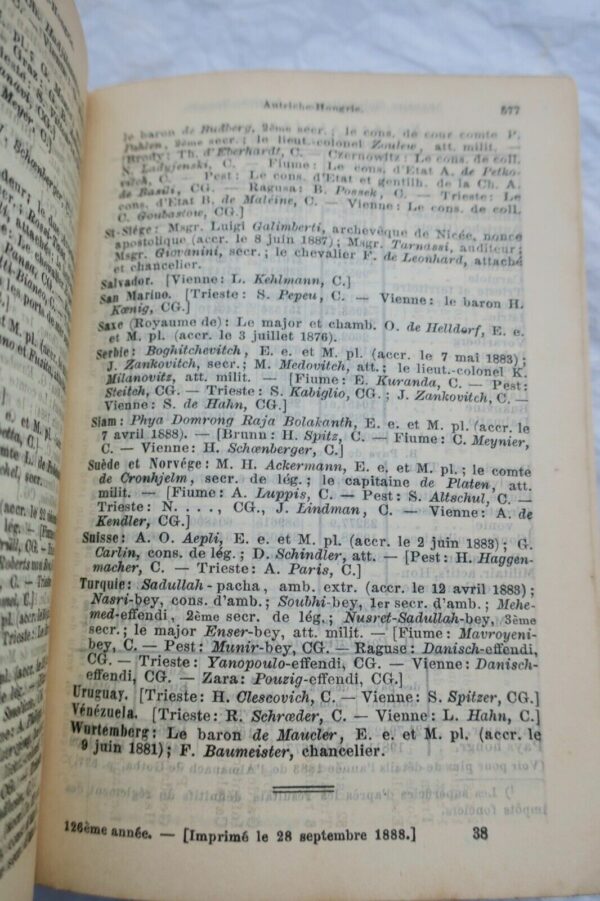 Autriche-Hongrie.
577
le baron de Budberg, 2ème secr.; le cons. de cour comte P.
Pahlen, 2ème secr.; le lieut.-colonel Zoulew, att. milit. —
Brody: Th. d'Eberhardt, C. — Czernowitz: Le cons. de coll.
N. Ladyjenski, C. — Fiume: Le cons. d'Etat A. de Petko-
vitch, C. — Pest: Le cons. d'Etat et gentilh. de la Ch. A.
de Basili, CG. — Ragusa: B. Possek, C. — Trieste: Le
cons. d'Etat B. de Maléine, C. — Vienne: Le cons. de coll.
C. Goubastow, CG.]
St-Siége: Msgr. Luigi Galimberti, archevêque de Nicée, nonce
apostolique (accr. le 8 juin 1887); Msgr. Tarnassi, auditeur;
Msgr. Giovanini, secr.; le chevalier F. de Leonhard, attaché
et chancelier.
Salvador. [Vienne: L. Kehlmann, C.]
San Marino. [Trieste: S. Pepeu, C. — Vienne: le baron H.
Kœnig, CG.]
Saxe (Royaume de): Le major et chamb. O. de Helldorf, E. e.
et M. pl. (accr. le 3 juillet 1876).
Serbie: Boghitchevitch, E. e. et M. pl. (accr. le 7 mai 1883);
J. Zankovitch, secr.; M. Medovitch, att.; le lieut.-colonel K.
Milanovitz, att. milit. — [Fiume: E. Kuranda, C. — Pest:
Steitch, CG. — Trieste: S. Kabiglio, CG.; J. Zankovitch, C. —
Vienne: S. de Hahn, CG.]
Siam: Phya Domrong Raja Bolakanth, E. e. et M. pl. (accr. le
7 avril 1888). — [Brunn: H. Spitz, C. — Fiume: C. Meynier,
C. — Vienne: H. Schœnberger, C.]
Suède et Norvége: M. H. Ackermann, E. e. et M. pl.; le comte
de Cronhjelm, secr. de lég.; le capitaine de Platen, att.
milit. — [Fiume: A. Luppis, C. — Pest: S. Altschul, C. —
Trieste: N. . . ., CG., J. Lindman, C. — Vienne: A. de
Kendler, CG.]
Suisse: A. O. Aepli, E. e. et M. pl. (accr. le 2 juin 1883); G.
Carlin, cons. de lég.; D. Schindler, att. — [Pest: H. Haggen-
macher, C. — Trieste: A. Paris, C.]
Turquie: Sadullah-pacha, amb. extr. (accr. le 12 avril 1883);
Nasri-bey, cons. d'amb.; Soubhi-bey, 1er secr. d'amb.; Mehe-
med-effendi, 2ème secr. de lég.; Nusret-Sadullah-bey, 3ème
secr.; le major Enser-bey, att. milit. — [Fiume: Mavroyeni-
bey, C. — Pest: Munir-bey, CG. — Raguse: Danisch-effendi,
CG. — Trieste: Yanopoulo-effendi, CG. — Vienne: Danisch-
effendi, CG. — Zara: Pouzig-effendi, CG.]
Uruguay. [Trieste: H. Clescovich, C. — Vienne: S. Spitzer, CG.]
Vénézuela. [Trieste: R. Schrœder, C. — Vienne: L. Hahn, C.]
Wurtemberg: Le baron de Maucler, E. e. et M. pl. (accr. le
9 juin 1881); F. Baumeister, chancelier.
126ème année. — [Imprimé le 28 septembre 1888.]
38